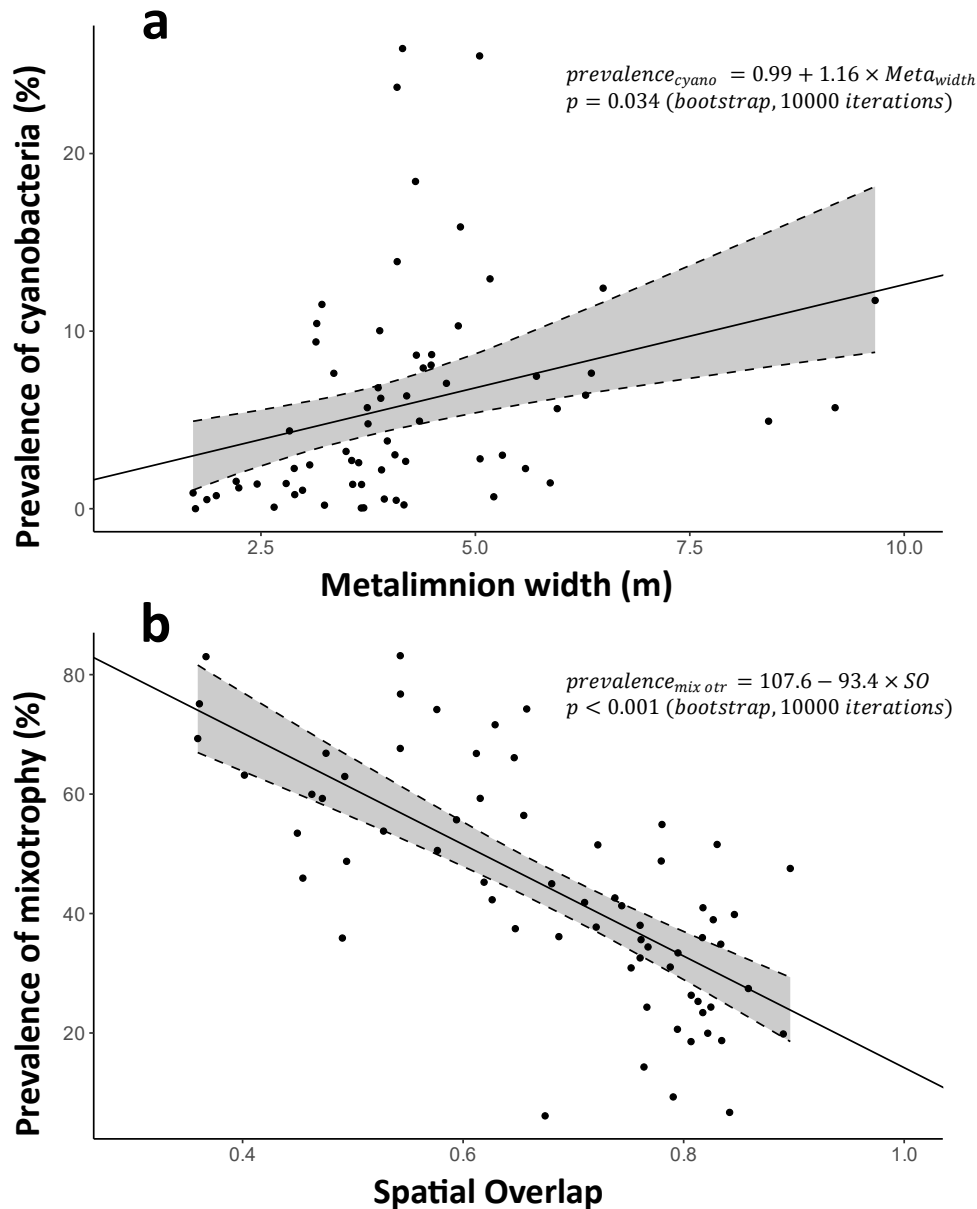 a
Prevalence of cyanobacteria (%)
prevalence_cyano = 0.99 + 1.16 × Meta_width
p = 0.034 (bootstrap, 10000 iterations)
20
10
0
2.5 5.0 7.5 10.0
Metalimnion width (m)
b
Prevalence of mixotrophy (%)
prevalence_mix otr = 107.6 − 93.4 × SO
p < 0.001 (bootstrap, 10000 iterations)
80
60
40
20
0.4 0.6 0.8 1.0
Spatial Overlap